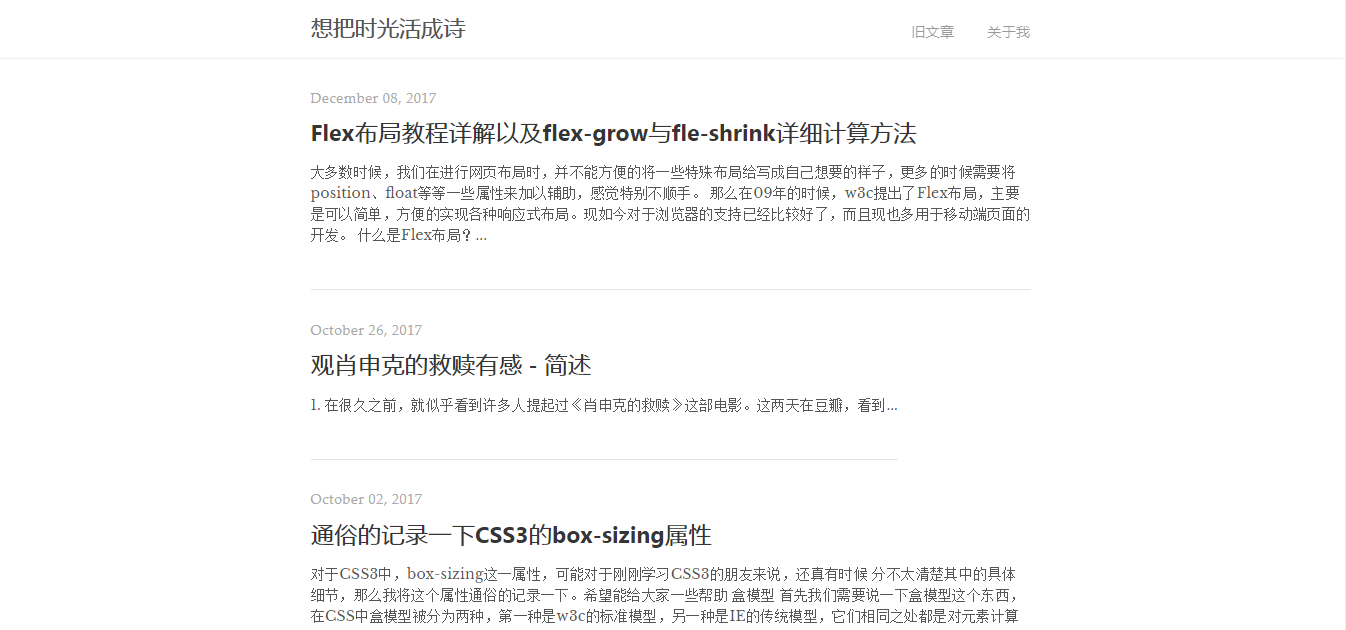 想把时光活成诗
旧文章 关于我
December 08, 2017
Flex布局教程详解以及flex-grow与fle-shrink详细计算方法
大多数时候，我们在进行网页布局时，并不能方便的将一些特殊布局给写成自己想要的样子，更多的时候需要将
position、float等等一些属性来加以辅助，感觉特别不顺手。 那么在09年的时候，w3c提出了Flex布局，主要
是可以简单，方便的实现各种响应式布局。现如今对于浏览器的支持已经比较好了，而且现也多用于移动端页面的
开发。 什么是Flex布局？...
October 26, 2017
观肖申克的救赎有感 - 简述
1. 在很久之前，就似乎看到许多人提起过《肖申克的救赎》这部电影。这两天在豆瓣，看到...
October 02, 2017
通俗的记录一下CSS3的box-sizing属性
对于CSS3中，box-sizing这一属性，可能对于刚刚学习CSS3的朋友来说，还真有时候 分不太清楚其中的具体
细节，那么我将这个属性通俗的记录一下。希望能给大家一些帮助 盒模型 首先我们需要说一下盒模型这个东西，
在CSS中盒模型被分为两种，第一种是w3c的标准模型，另一种是IE的传统模型，它们相同之处都是对元素计算